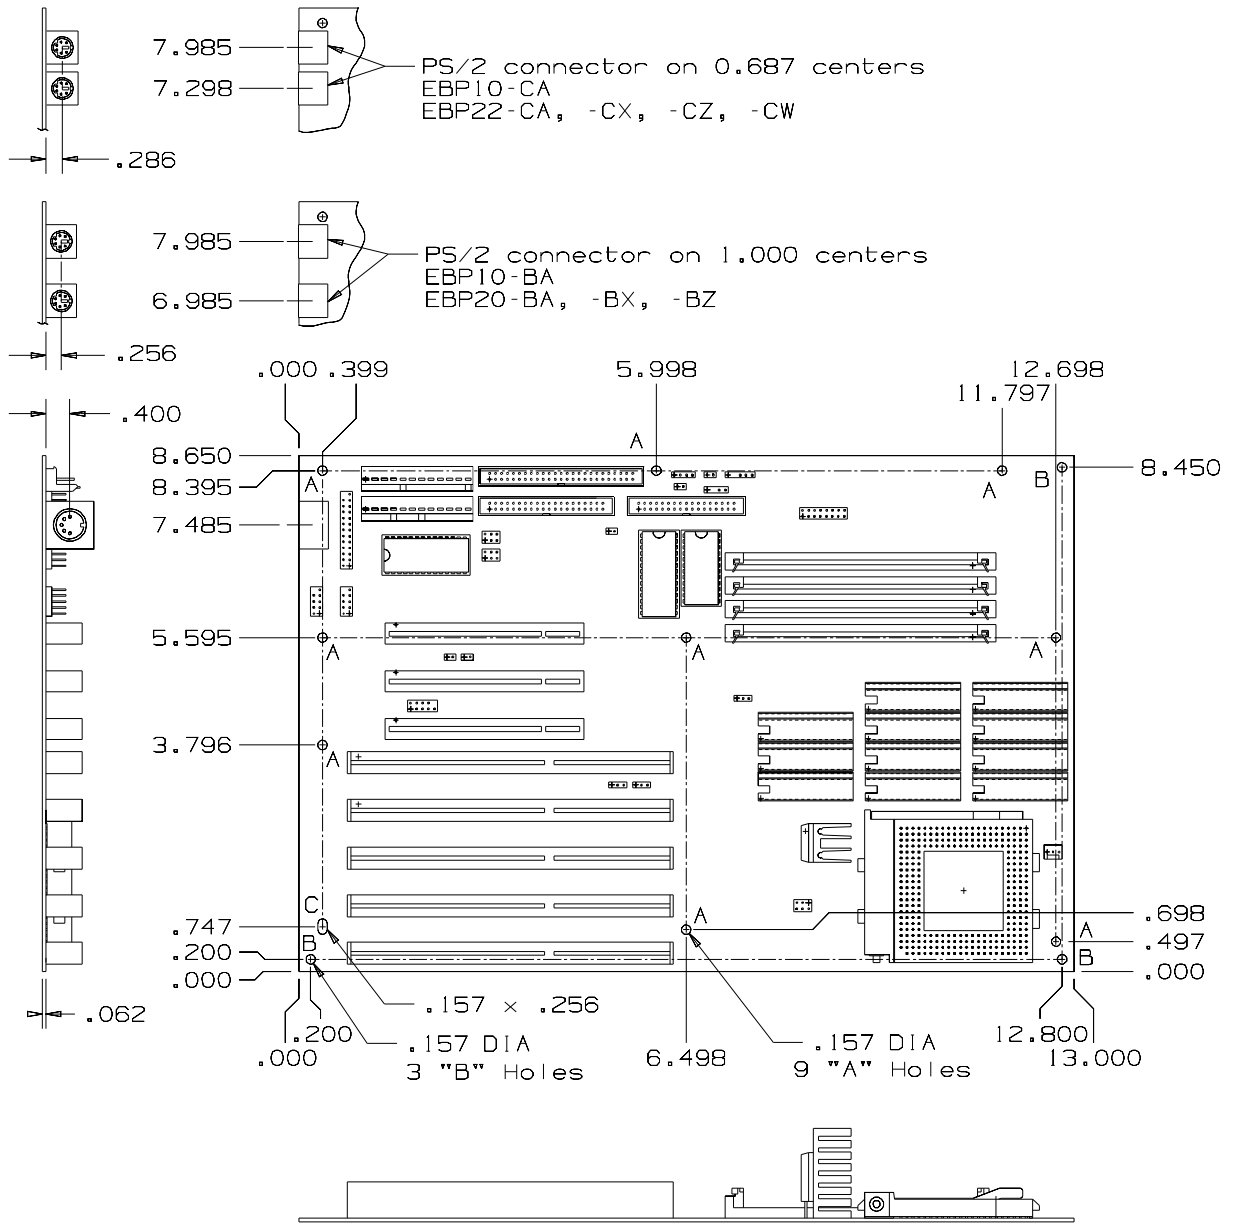 7.985
7.298
PS/2 connector on 0.687 centers
EBP10-CA
EBP22-CA, -CX, -CZ, -CW
.286
7.985
6.985
PS/2 connector on 1.000 centers
EBP10-BA
EBP20-BA, -BX, -BZ
.256
.000 .399 5.998 12.698
11.797
.400
8.650
A
8.450
8.395
A A B
7.485
5.595
A A A
3.796
A
C
.747
A
.698
A
.497
B
.200
B
.000
.000
.062
.157 x .256
.200
.000
.157 DIA
3 "B" Holes
6.498
.157 DIA
9 "A" Holes
12.800
13.000